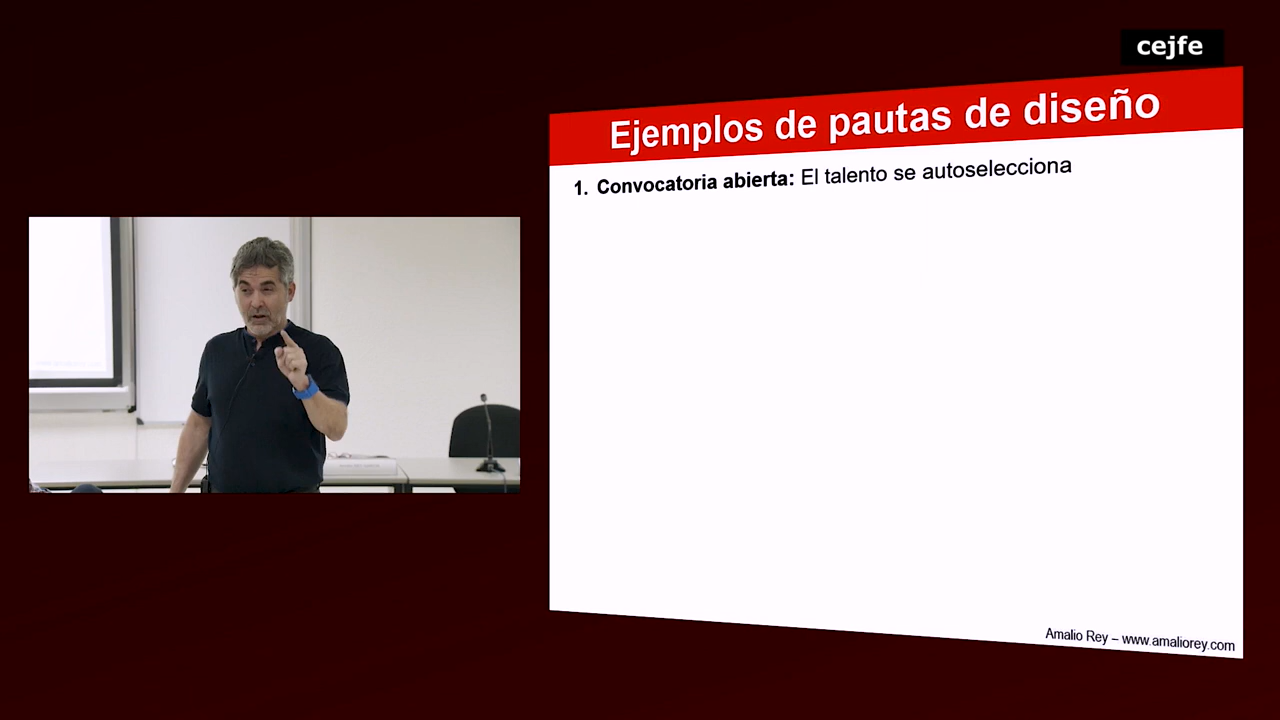 cejfe
Ejemplos de pautas de diseño
1. Convocatoria abierta: El talento se autoselecciona
Amalio Rey – www.amaliorey.com